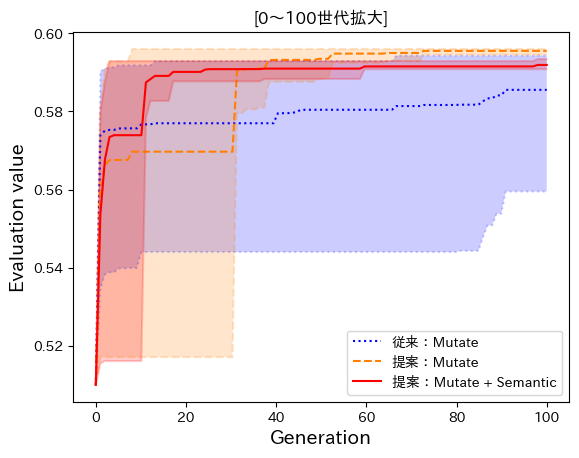 [0～100世代拡大]
0.60
0.58
0.56
0.54
0.52
Evaluation value
0
20
40
60
80
100
Generation
従来：Mutate
提案：Mutate
提案：Mutate + Semantic